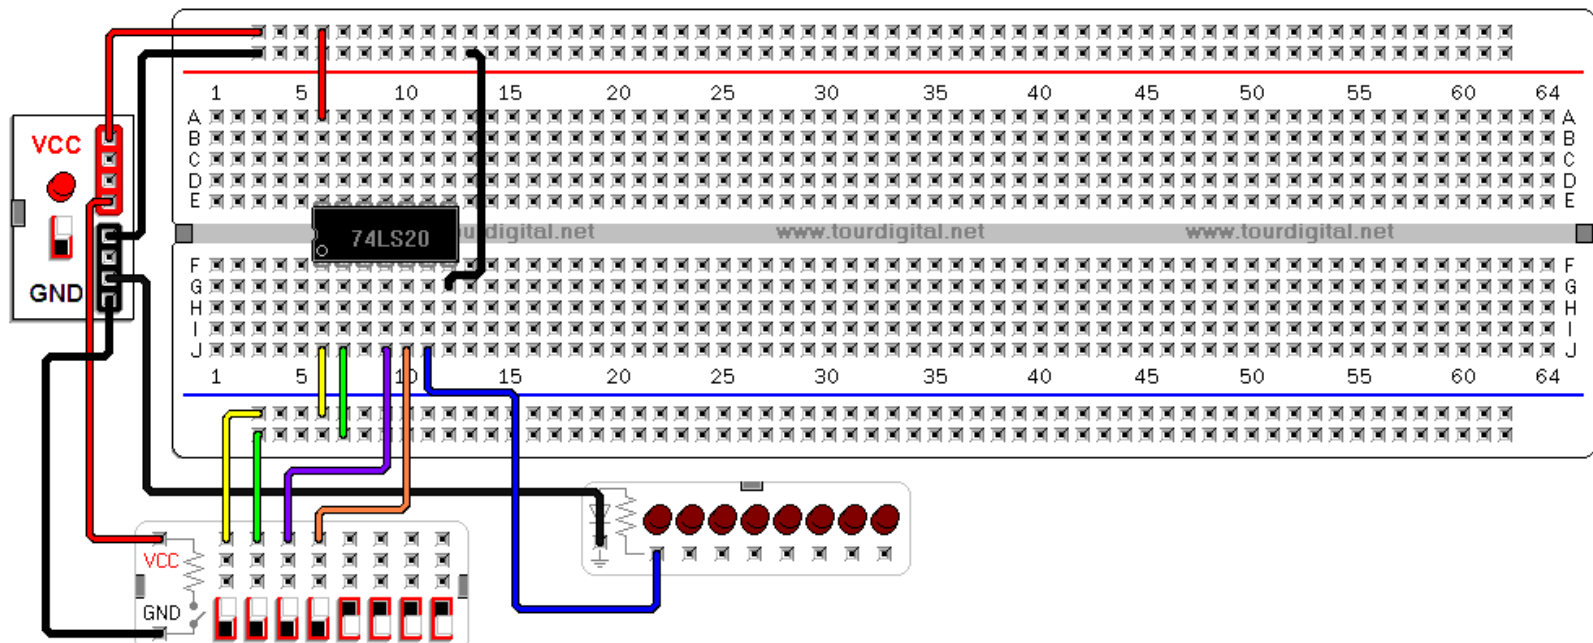 1 5 10 15 20 25 30 35 40 45 50 55 60 64
A A
B B
VCC
C C
D D
E E
74LS20 urdigital.net www.tourdigital.net www.tourdigital.net
F F
G G
GND
H H
I I
J J
1 5 10 15 20 25 30 35 40 45 50 55 60 64
VCC
GND